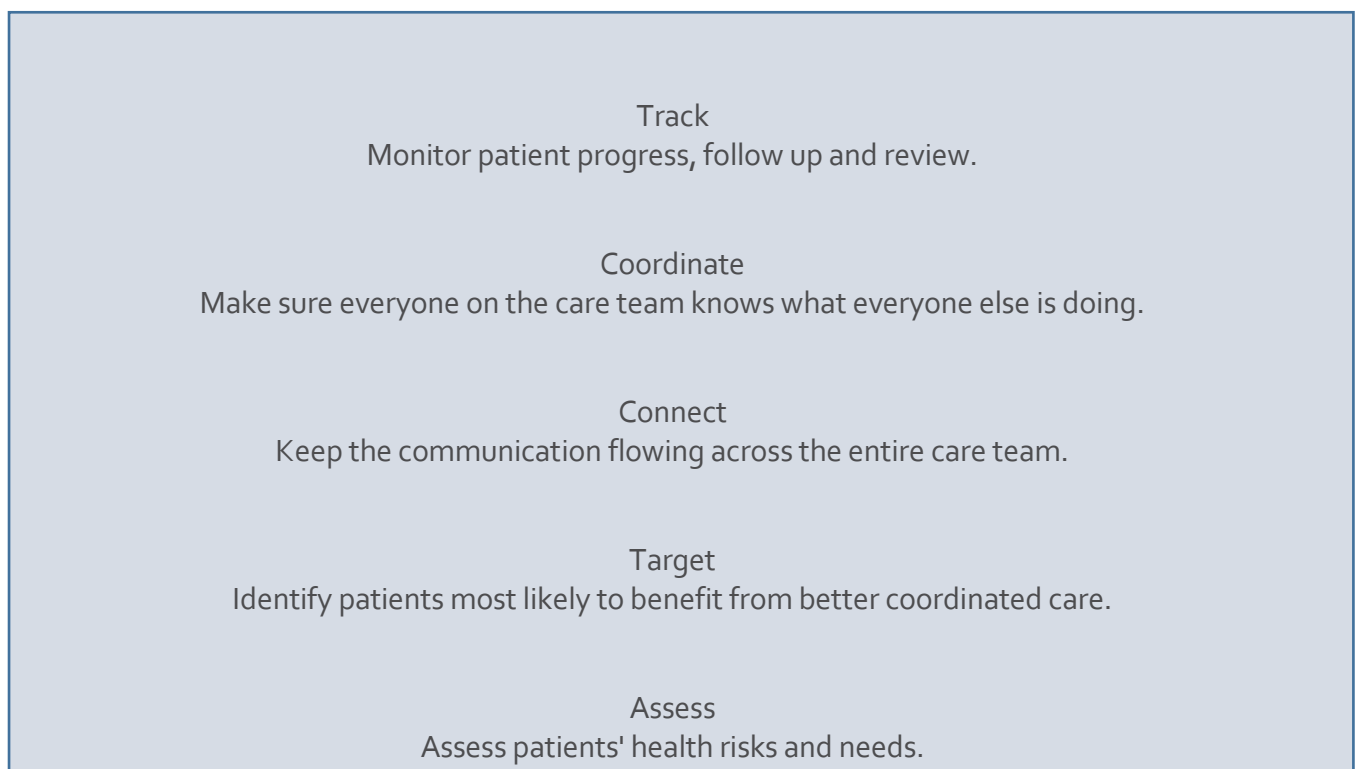 Track
Monitor patient progress, follow up and review.
Coordinate
Make sure everyone on the care team knows what everyone else is doing.
Connect
Keep the communication flowing across the entire care team.
Target
Identify patients most likely to benefit from better coordinated care.
Assess
Assess patients' health risks and needs.